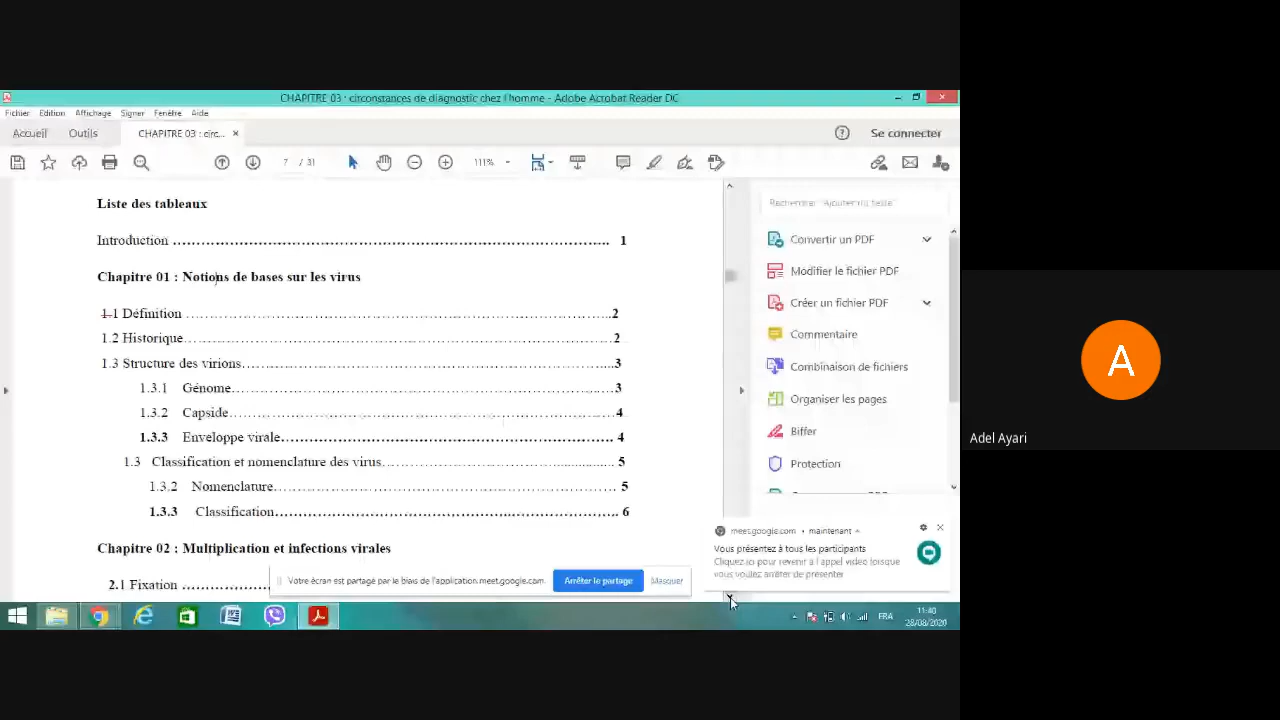 CHAPITRE 03 : circonstances de diagnostic chez l'homme - Adobe Acrobat Reader DC
Fichier Edition Affichage Signer Fenêtre Aide
Accueil Outils CHAPITRE 03 : circ... × Se connecter
7 / 31 111%
Liste des tableaux
Introduction ……………………………………………………………………... 1
Chapitre 01 : Notions de bases sur les virus
1.1 Définition ……………………………………………………………………..2
1.2 Historique……………………………………………………………………..2
1.3 Structure des virions…………………………………………………………...3
1.3.1 Génome…………………………………………………………………...3
1.3.2 Capside…………………………………………………………………...4
1.3.3 Enveloppe virale…………………………………………………………. 4
1.3 Classification et nomenclature des virus……………………………….............. 5
1.3.2 Nomenclature…………………………………………………………… 5
1.3.3 Classification…………………………………………………………….. 6
Chapitre 02 : Multiplication et infections virales
2.1 Fixation ………
Rechercher 'Ajouter du texte'
Convertir un PDF
Modifier le fichier PDF
Créer un fichier PDF
Commentaire
Combinaison de fichiers
Organiser les pages
Biffer
Protection
meet.google.com • maintenant
Vous présentez à tous les participants
Cliquez ici pour revenir à l'appel vidéo lorsque
vous voulez arrêter de présenter
Votre écran est partagé par le biais de l'application meet.google.com. Arrêter le partage Masquer
FRA
11:40
28/08/2020
A
Adel Ayari